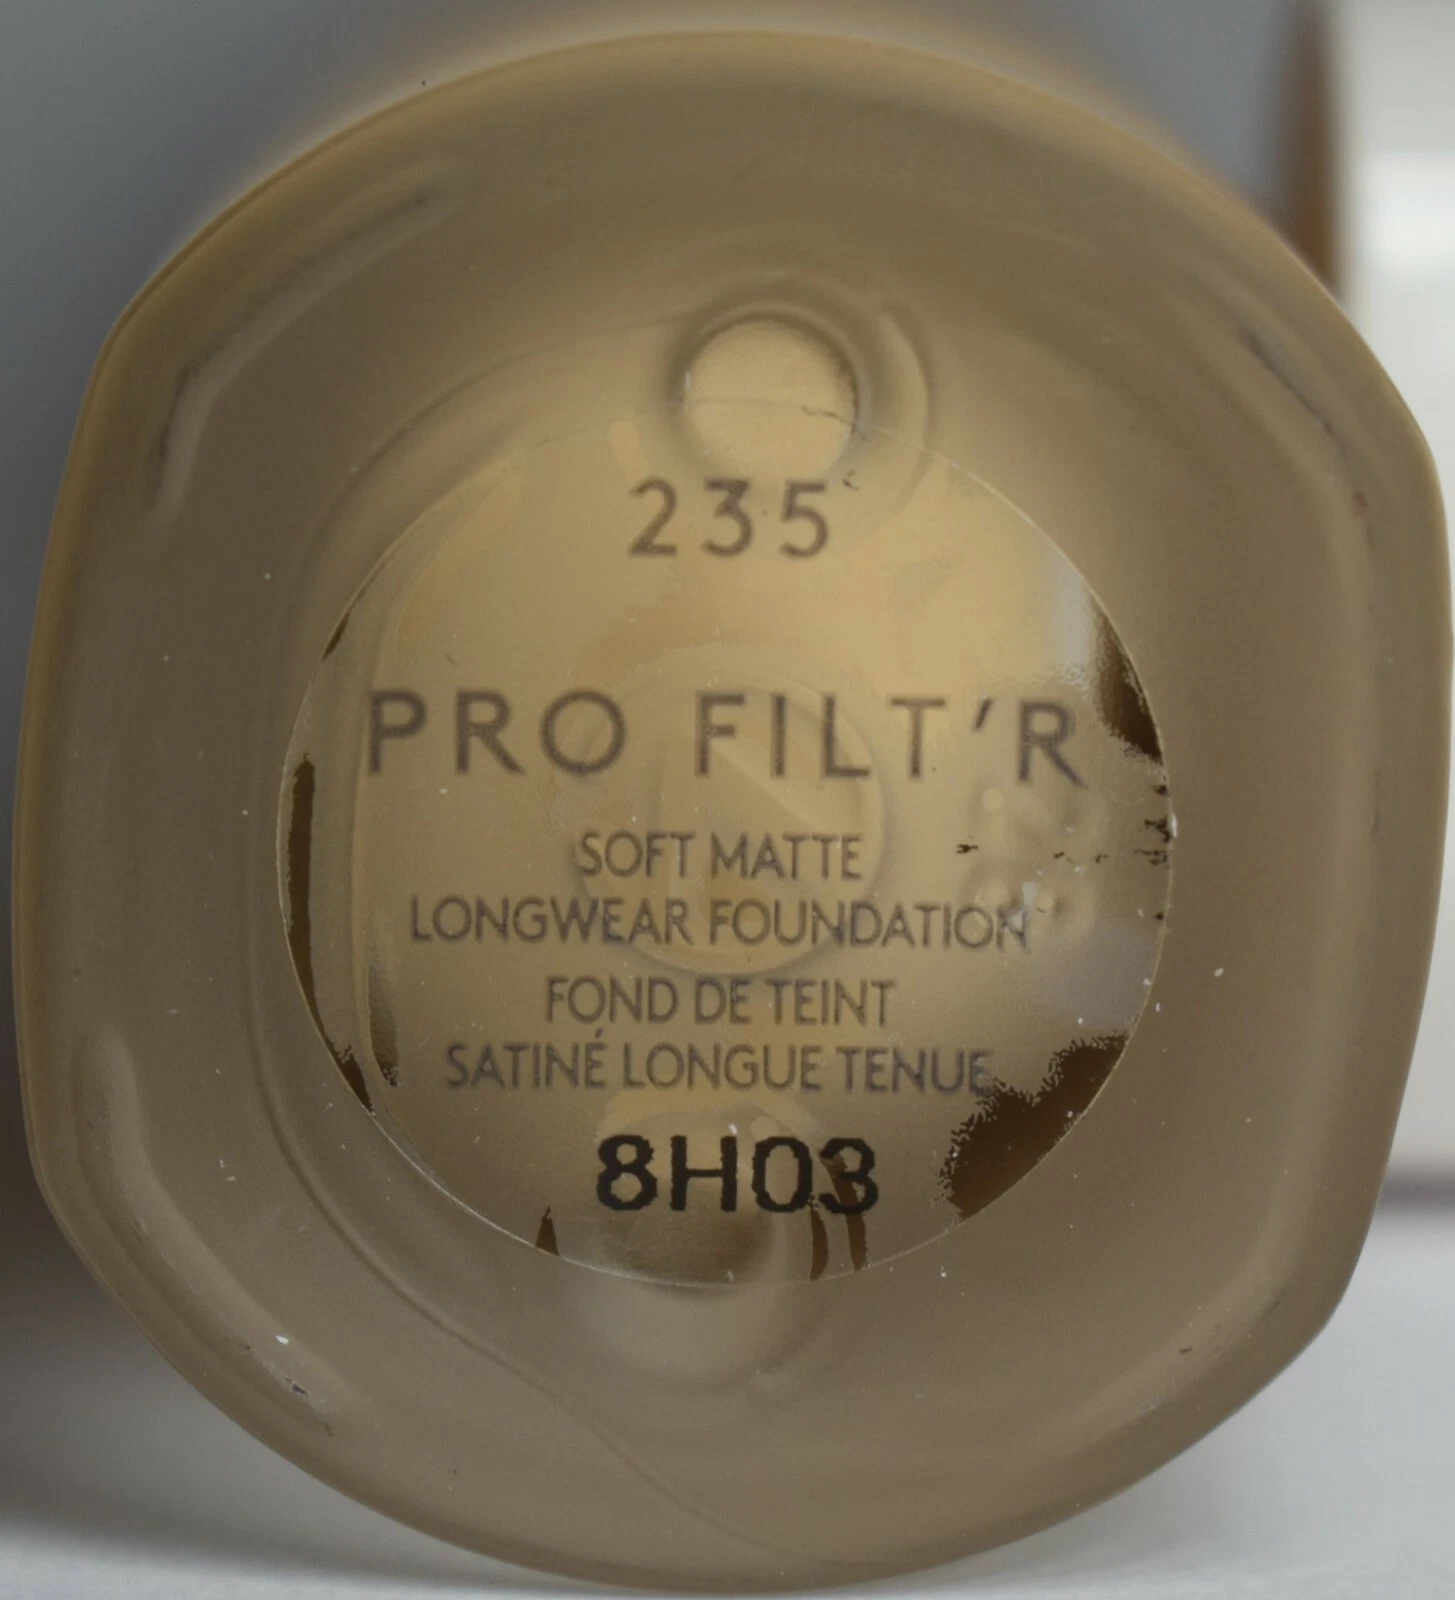 235
PRO FILT'R
SOFT MATTE
LONGWEAR FOUNDATION
FOND DE TEINT
SATINÉ LONGUE TENUE
8H03